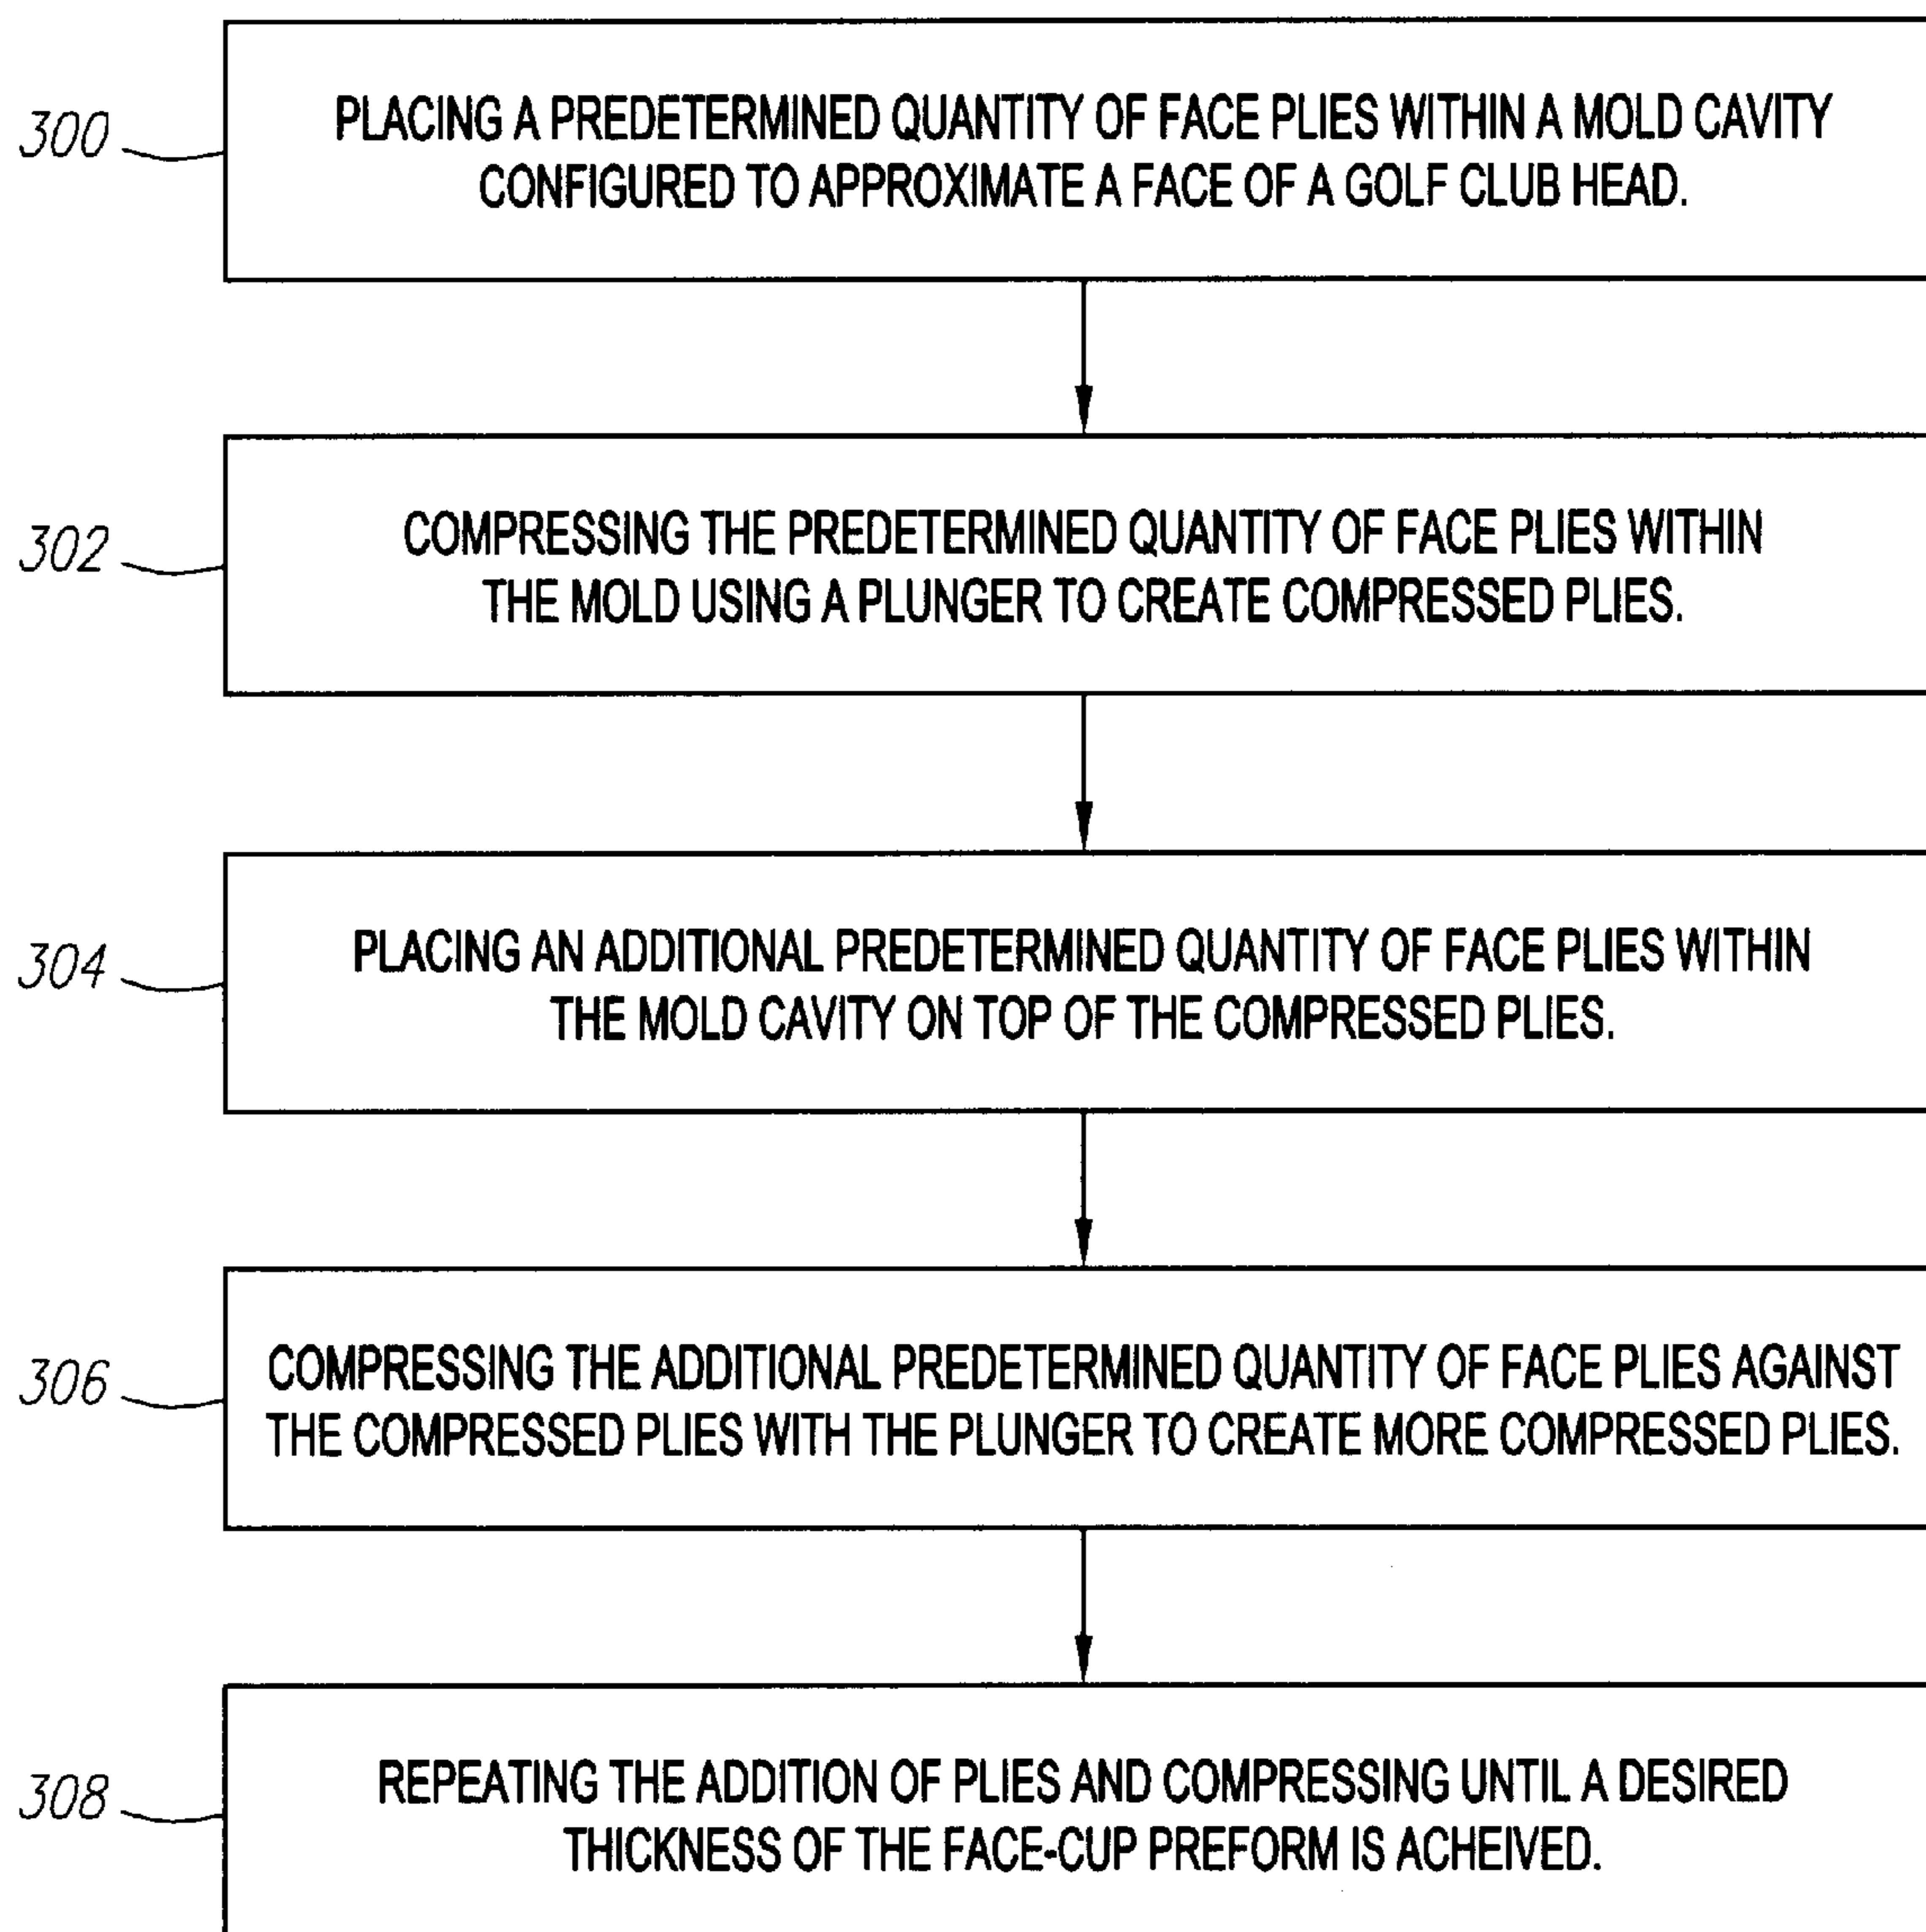 300
PLACING A PREDETERMINED QUANTITY OF FACE PLIES WITHIN A MOLD CAVITY
CONFIGURED TO APPROXIMATE A FACE OF A GOLF CLUB HEAD.
302
COMPRESSING THE PREDETERMINED QUANTITY OF FACE PLIES WITHIN
THE MOLD USING A PLUNGER TO CREATE COMPRESSED PLIES.
304
PLACING AN ADDITIONAL PREDETERMINED QUANTITY OF FACE PLIES WITHIN
THE MOLD CAVITY ON TOP OF THE COMPRESSED PLIES.
306
COMPRESSING THE ADDITIONAL PREDETERMINED QUANTITY OF FACE PLIES AGAINST
THE COMPRESSED PLIES WITH THE PLUNGER TO CREATE MORE COMPRESSED PLIES.
308
REPEATING THE ADDITION OF PLIES AND COMPRESSING UNTIL A DESIRED
THICKNESS OF THE FACE-CUP PREFORM IS ACHEIVED.